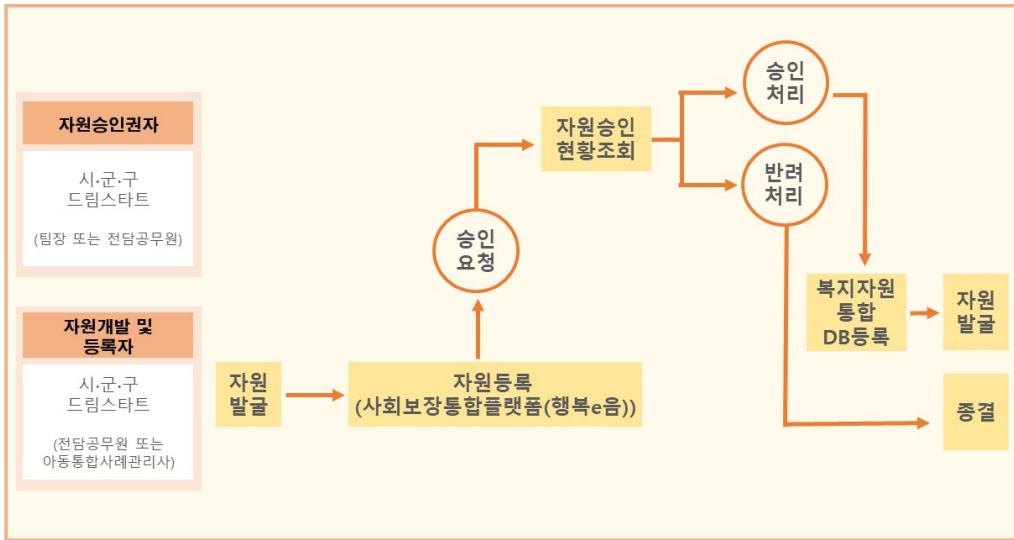 자원승인권자
시·군·구
드림스타트
(팀장 또는 전담공무원)
자원개발 및
등록자
시·군·구
드림스타트
(전담공무원 또는
아동통합사례관리사)
자원
발굴
자원등록
(사회보장통합플랫폼(행복e음))
승인
요청
자원승인
현황조회
승인
처리
반려
처리
복지자원
통합
DB등록
자원
발굴
종결